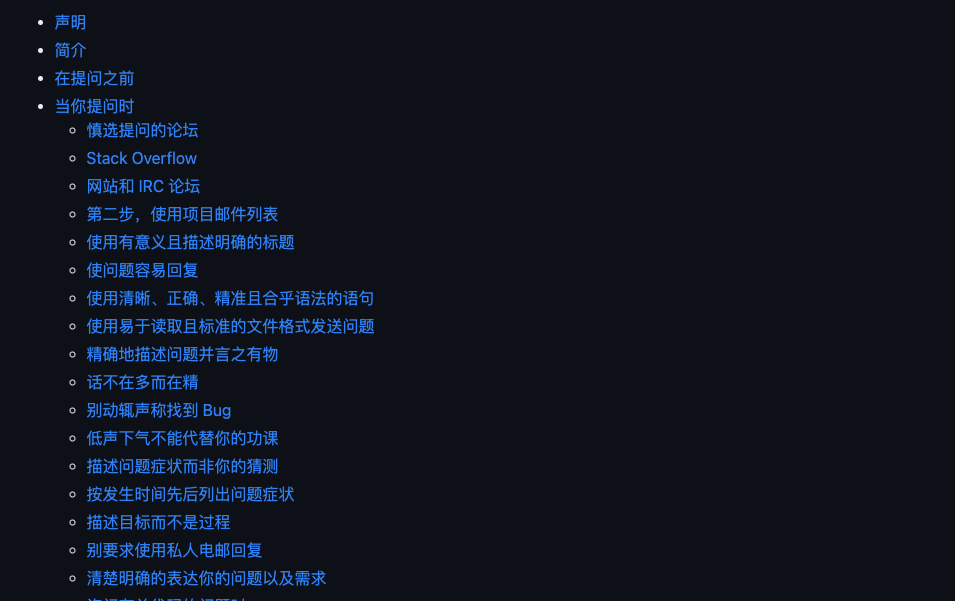 声明
简介
在提问之前
当你提问时
慎选提问的论坛
Stack Overflow
网站和 IRC 论坛
第二步，使用项目邮件列表
使用有意义且描述明确的标题
使问题容易回复
使用清晰、正确、精准且合乎语法的语句
使用易于读取且标准的文件格式发送问题
精确地描述问题并言之有物
话不在多而在精
别动辄声称找到 Bug
低声下气不能代替你的功课
描述问题症状而非你的猜测
按发生时间先后列出问题症状
描述目标而不是过程
别要求使用私人电邮回复
清楚明确的表达你的问题以及需求